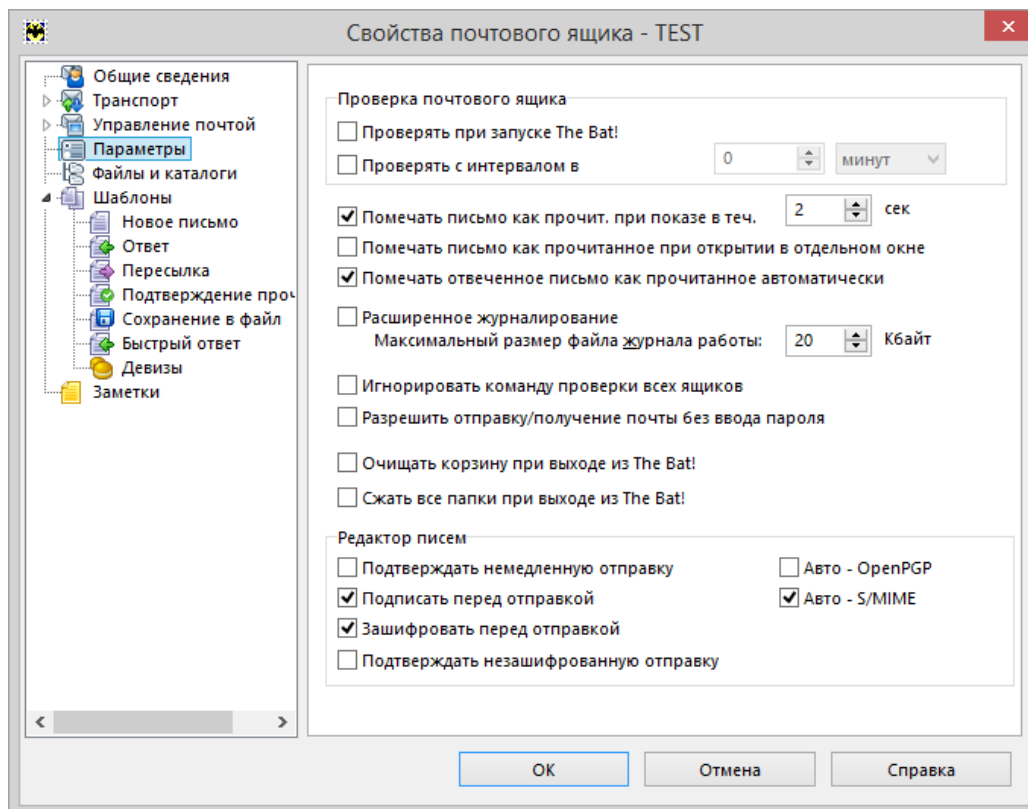 Свойства почтового ящика - TEST
Общие сведения
Транспорт
Управление почтой
Параметры
Файлы и каталоги
Шаблоны
Новое письмо
Ответ
Пересылка
Подтверждение проч
Сохранение в файл
Быстрый ответ
Девизы
Заметки
Проверка почтового ящика
Проверять при запуске The Bat!
Проверять с интервалом в 0 минут
Помечать письмо как прочит. при показе в теч. 2 сек
Помечать письмо как прочитанное при открытии в отдельном окне
Помечать отвеченное письмо как прочитанное автоматически
Расширенное журналирование
Максимальный размер файла журнала работы: 20 Кбайт
Игнорировать команду проверки всех ящиков
Разрешить отправку/получение почты без ввода пароля
Очищать корзину при выходе из The Bat!
Сжать все папки при выходе из The Bat!
Редактор писем
Подтверждать немедленную отправку Авто - OpenPGP
Подписать перед отправкой Авто - S/MIME
Зашифровать перед отправкой
Подтверждать незашифрованную отправку
ОК Отмена Справка